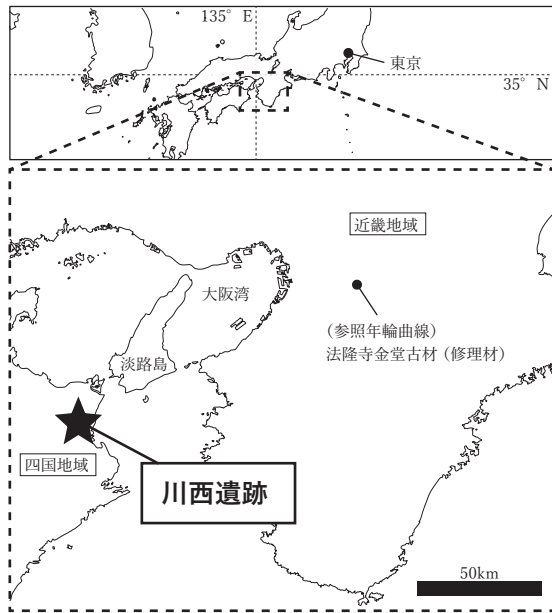 135° E
東京
35° N
近畿地域
大阪湾
(参照年輪曲線)
法隆寺金堂古材 (修理材)
淡路島
四国地域
川西遺跡
50km